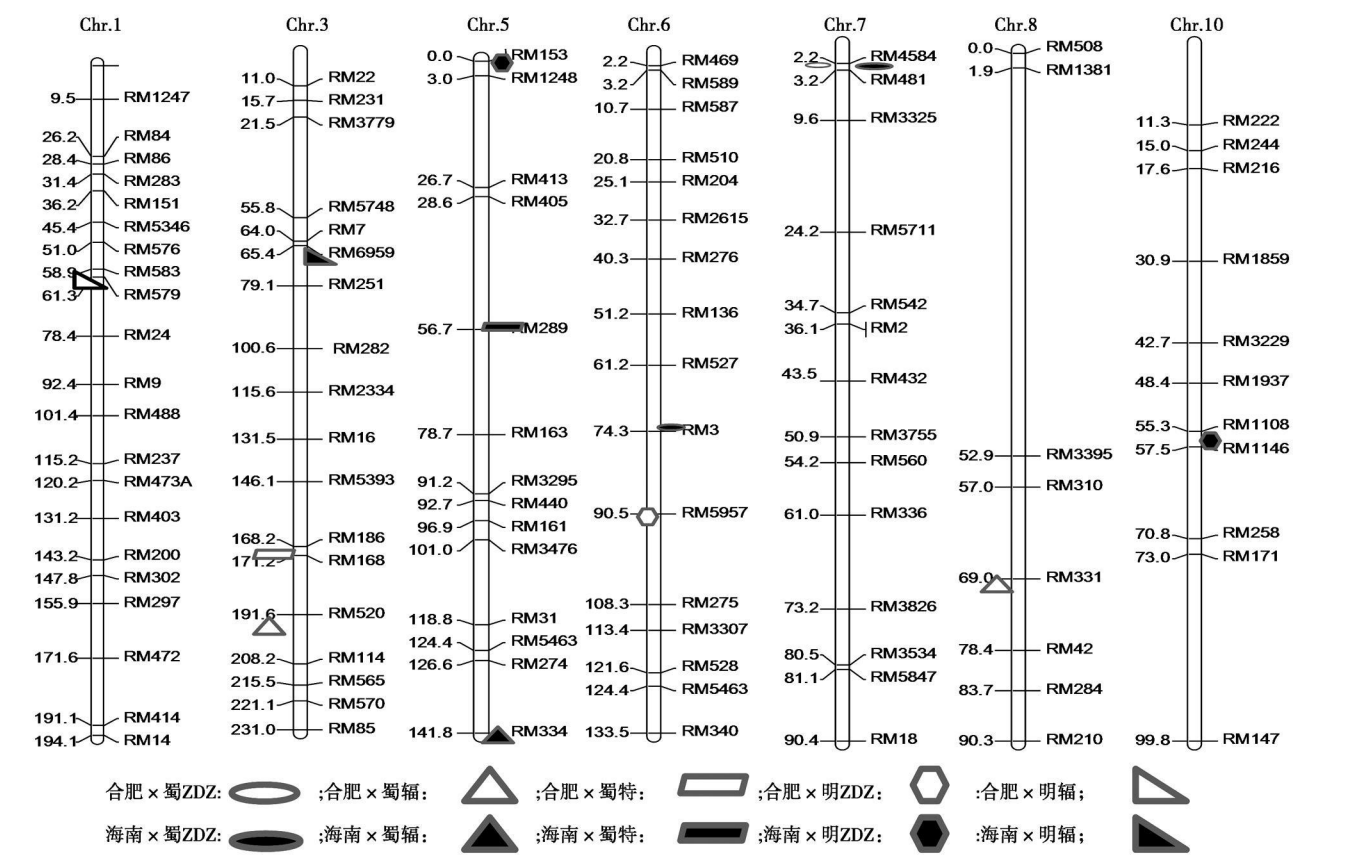 Chr.1 Chr.3 Chr.5 Chr.6 Chr.7 Chr.8 Chr.10
9.5 RM1247
26.2 RM84
28.4 RM86
31.4 RM283
36.2 RM151
45.4 RM5346
51.0 RM576
58.9 RM583
61.3 RM579
78.4 RM24
92.4 RM9
101.4 RM488
115.2 RM237
120.2 RM473A
131.2 RM403
143.2 RM200
147.8 RM302
155.9 RM297
171.6 RM472
191.1 RM414
194.1 RM14
11.0 RM22
15.7 RM231
21.5 RM3779
55.8 RM5748
64.0 RM7
65.4 RM6959
79.1 RM251
100.6 RM282
115.6 RM2334
131.5 RM16
146.1 RM5393
168.2 RM186
171.2 RM168
191.6 RM520
208.2 RM114
215.5 RM565
221.1 RM570
231.0 RM85
0.0 RM153
3.0 RM1248
26.7 RM413
28.6 RM405
56.7 RM289
78.7 RM163
91.2 RM3295
92.7 RM440
96.9 RM161
101.0 RM3476
118.8 RM31
124.4 RM5463
126.6 RM274
141.8 RM334
2.2 RM469
3.2 RM589
10.7 RM587
20.8 RM510
25.1 RM204
32.7 RM2615
40.3 RM276
51.2 RM136
61.2 RM527
74.3 RM3
90.5 RM5957
108.3 RM275
113.4 RM3307
121.6 RM528
124.4 RM5463
133.5 RM340
2.2 RM4584
3.2 RM481
9.6 RM3325
24.2 RM5711
34.7 RM542
36.1 RM2
43.5 RM432
50.9 RM3755
54.2 RM560
61.0 RM336
73.2 RM3826
80.5 RM3534
81.1 RM5847
90.4 RM18
0.0 RM508
1.9 RM1381
52.9 RM3395
57.0 RM310
69.0 RM331
78.4 RM42
83.7 RM284
90.3 RM210
11.3 RM222
15.0 RM244
17.6 RM216
30.9 RM1859
42.7 RM3229
48.4 RM1937
55.3 RM1108
57.5 RM1146
70.8 RM258
73.0 RM171
99.8 RM147
合肥×蜀ZDZ: ;合肥×蜀辐: ;合肥×蜀特: ;合肥×明ZDZ: :合肥×明辐;
海南×蜀ZDZ: ;海南×蜀辐: ;海南×蜀特: ;海南×明ZDZ: :海南×明辐;